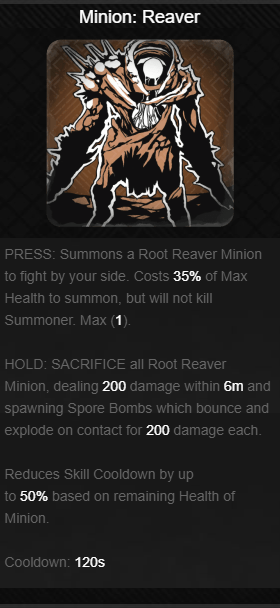 Minion: Reaver
PRESS: Summons a Root Reaver Minion
to fight by your side. Costs 35% of Max
Health to summon, but will not kill
Summoner. Max (1).
HOLD: SACRIFICE all Root Reaver
Minion, dealing 200 damage within 6m and
spawning Spore Bombs which bounce and
explode on contact for 200 damage each.
Reduces Skill Cooldown by up
to 50% based on remaining Health of
Minion.
Cooldown: 120s